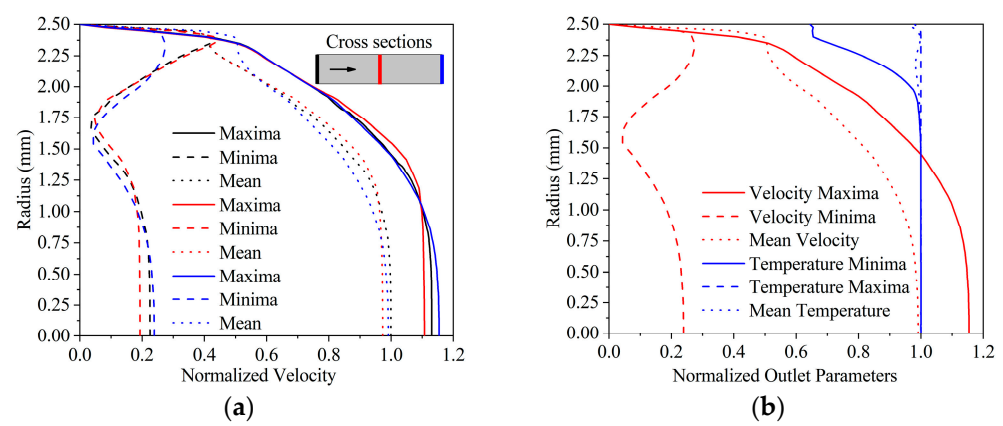 2.50
2.25
2.00
1.75
1.50
1.25
1.00
0.75
0.50
0.25
0.00
Radius (mm)
Cross sections
Maxima
Minima
Mean
Maxima
Minima
Mean
Maxima
Minima
Mean
0.0 0.2 0.4 0.6 0.8 1.0 1.2
Normalized Velocity
(a)
2.50
2.25
2.00
1.75
1.50
1.25
1.00
0.75
0.50
0.25
0.00
Radius (mm)
Velocity Maxima
Velocity Minima
Mean Velocity
Temperature Minima
Temperature Maxima
Mean Temperature
0.0 0.2 0.4 0.6 0.8 1.0 1.2
Normalized Outlet Parameters
(b)